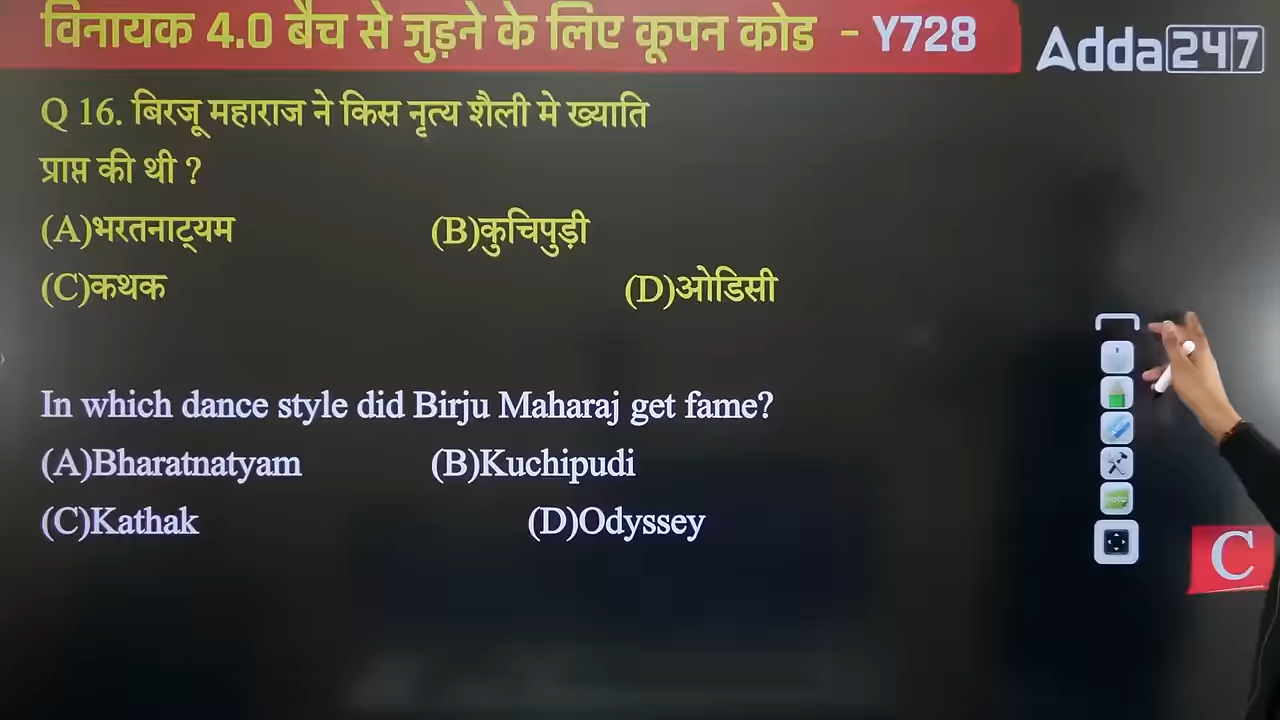 विनायक 4.0 बैच से जुड़ने के लिए कूपन कोड - Y728
Adda247
Q 16. बिरजू महाराज ने किस नृत्य शैली मे ख्याति
प्राप्त की थी ?
(A)भरतनाट्यम (B)कुचिपुड़ी
(C)कथक (D)ओडिसी
In which dance style did Birju Maharaj get fame?
(A)Bharatnatyam (B)Kuchipudi
(C)Kathak (D)Odyssey
C